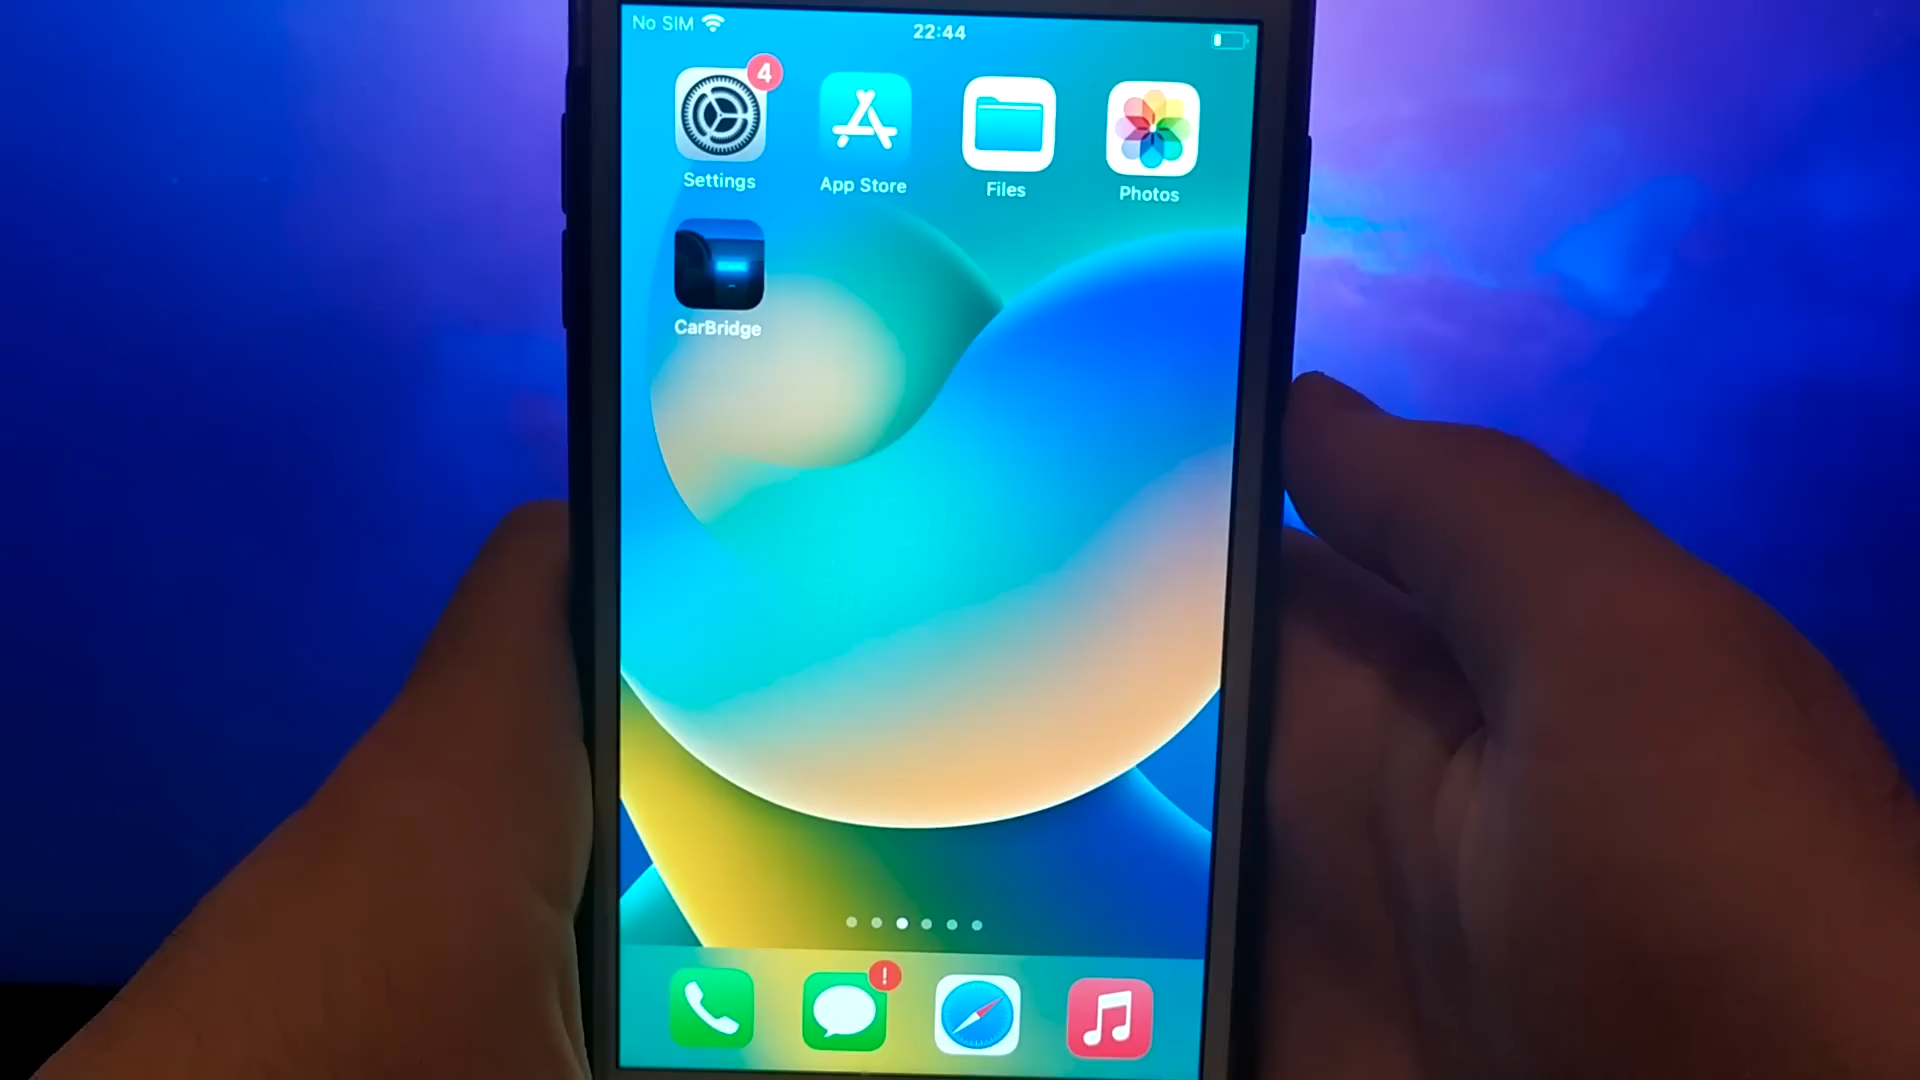 No SIM
22:44
4
Settings
App Store
Files
Photos
CarBridge
!